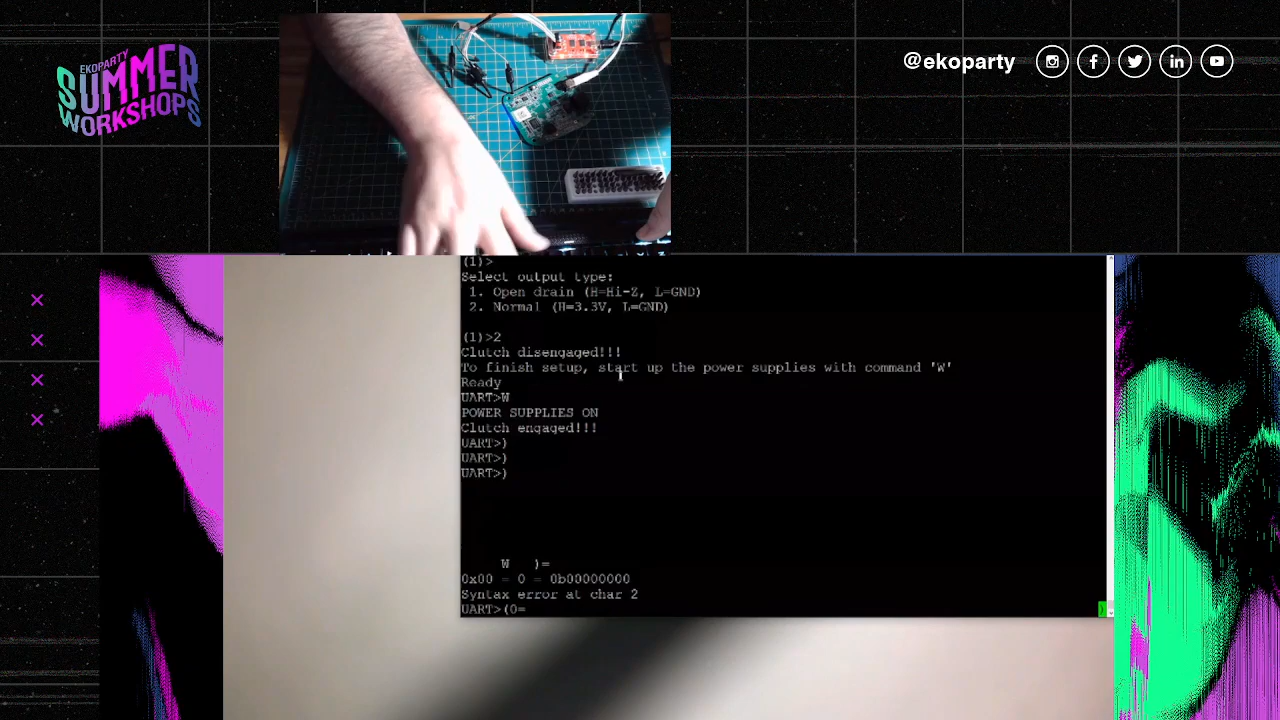 EKOPARTY
SUMMER
WORKSHOPS
@ekoparty
(1)>
Select output type:
1. Open drain (H=Hi-Z, L=GND)
2. Normal (H=3.3V, L=GND)
(1)>2
Clutch disengaged!!!
To finish setup, start up the power supplies with command 'W'
Ready
UART>W
POWER SUPPLIES ON
Clutch engaged!!!
UART>)
UART>)
UART>)
W )=
0x00 = 0 = 0b00000000
Syntax error at char 2
UART>(0=